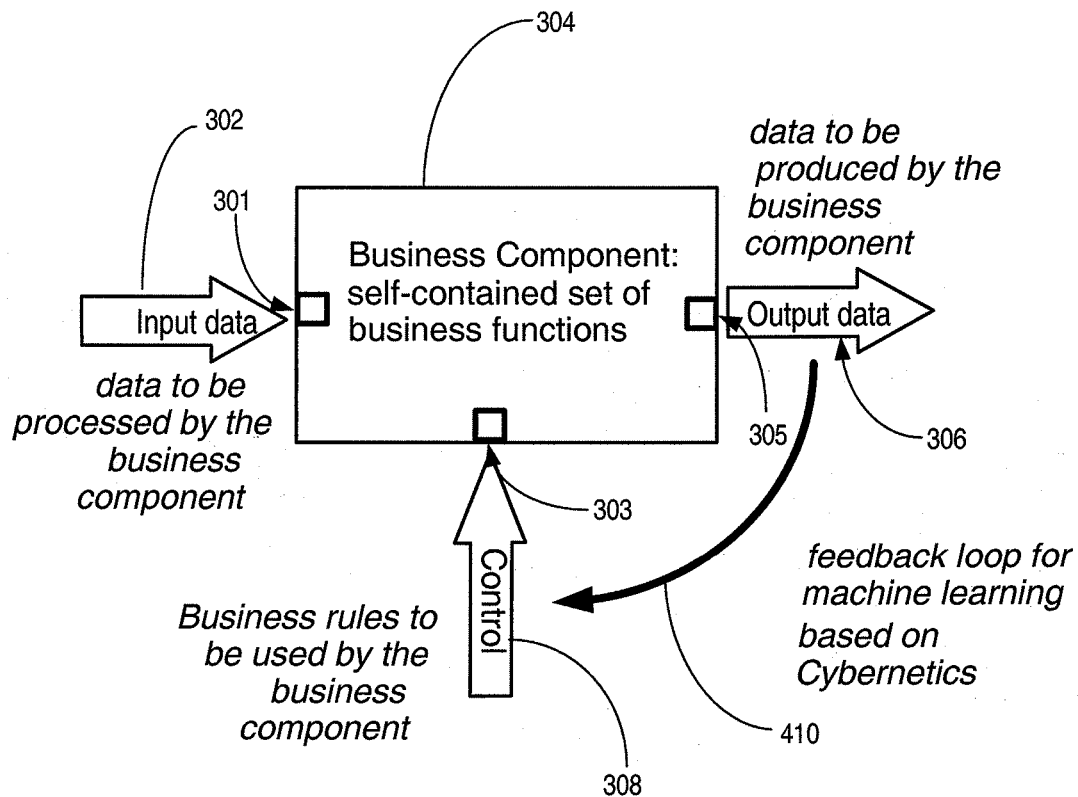 304
302
301
data to be
produced by the
business
component
Business Component:
self-contained set of
business functions
Input data
Output data
data to be
processed by the
business
component
305
306
303
Control
Business rules to
be used by the
business
component
feedback loop for
machine learning
based on
Cybernetics
410
308